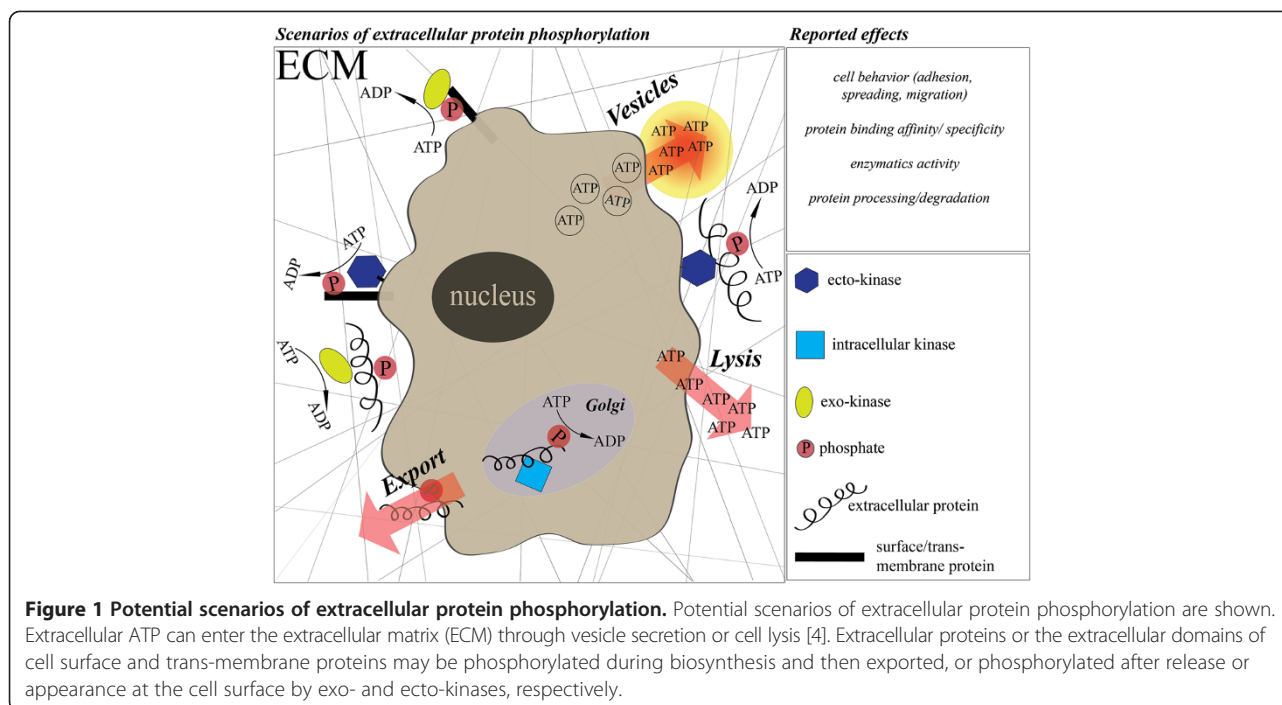 Scenarios of extracellular protein phosphorylation
Reported effects
ECM
ADP
P
ATP
Vesicles
ATP ATP
ATP ATP
ATP
ATP
ATP
ATP
ATP
ADP
P
ATP
ATP
ADP
P
nucleus
ATP
P
ADP
ATP
Lysis
ATP
ATP
ATP
ATP
ATP
ATP
Golgi
P
ADP
Export
cell behavior (adhesion,
spreading, migration)
protein binding affinity/ specificity
enzymatics activity
protein processing/degradation
ecto-kinase
intracellular kinase
exo-kinase
P phosphate
extracellular protein
surface/trans-
membrane protein
Figure 1 Potential scenarios of extracellular protein phosphorylation. Potential scenarios of extracellular protein phosphorylation are shown.
Extracellular ATP can enter the extracellular matrix (ECM) through vesicle secretion or cell lysis [4]. Extracellular proteins or the extracellular domains of
cell surface and trans-membrane proteins may be phosphorylated during biosynthesis and then exported, or phosphorylated after release or
appearance at the cell surface by exo- and ecto-kinases, respectively.